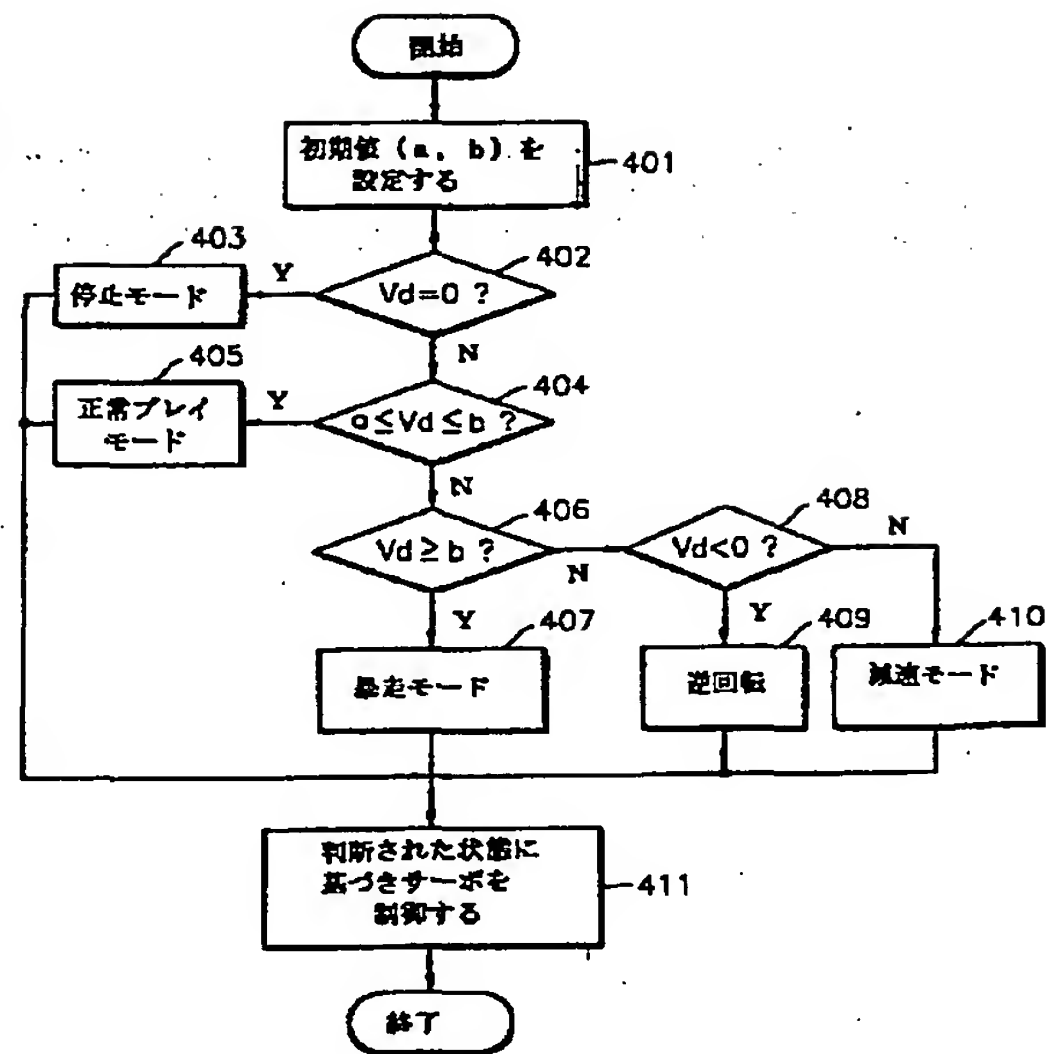 開始
初期値 (a, b) を
設定する
401
402
Vd=0 ?
Y
403
停止モード
N
404
a≤Vd≤b ?
Y
405
正常プレイ
モード
N
406
Vd≥b ?
N
408
Vd<0 ?
N
Y
407
暴走モード
Y
409
逆回転
410
減速モード
判断された状態に
基づきサーボを
制御する
411
終了